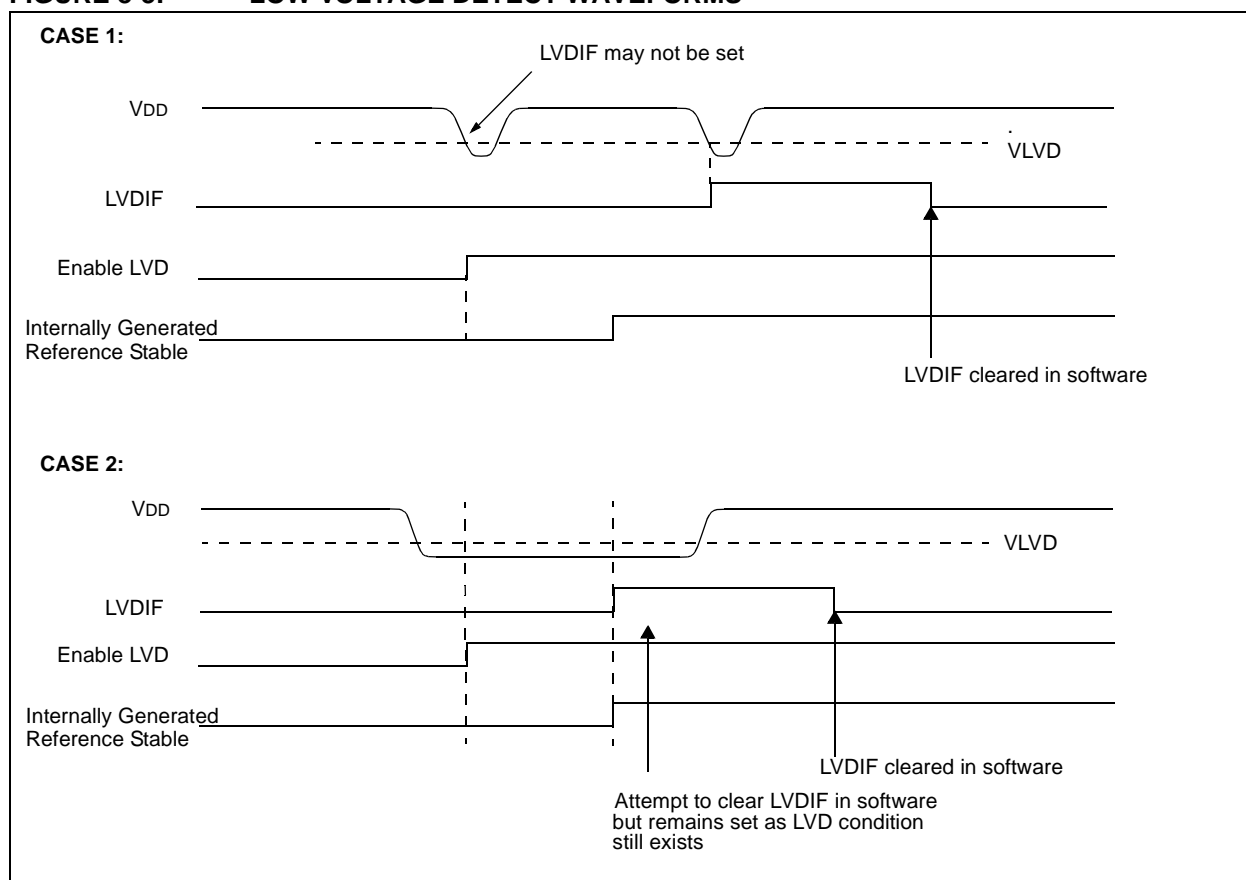 CASE 1:
LVDIF may not be set
VDD
.
VLVD
LVDIF
Enable LVD
Internally Generated
Reference Stable
LVDIF cleared in software
CASE 2:
VDD
VLVD
LVDIF
Enable LVD
Internally Generated
Reference Stable
LVDIF cleared in software
Attempt to clear LVDIF in software
but remains set as LVD condition
still exists